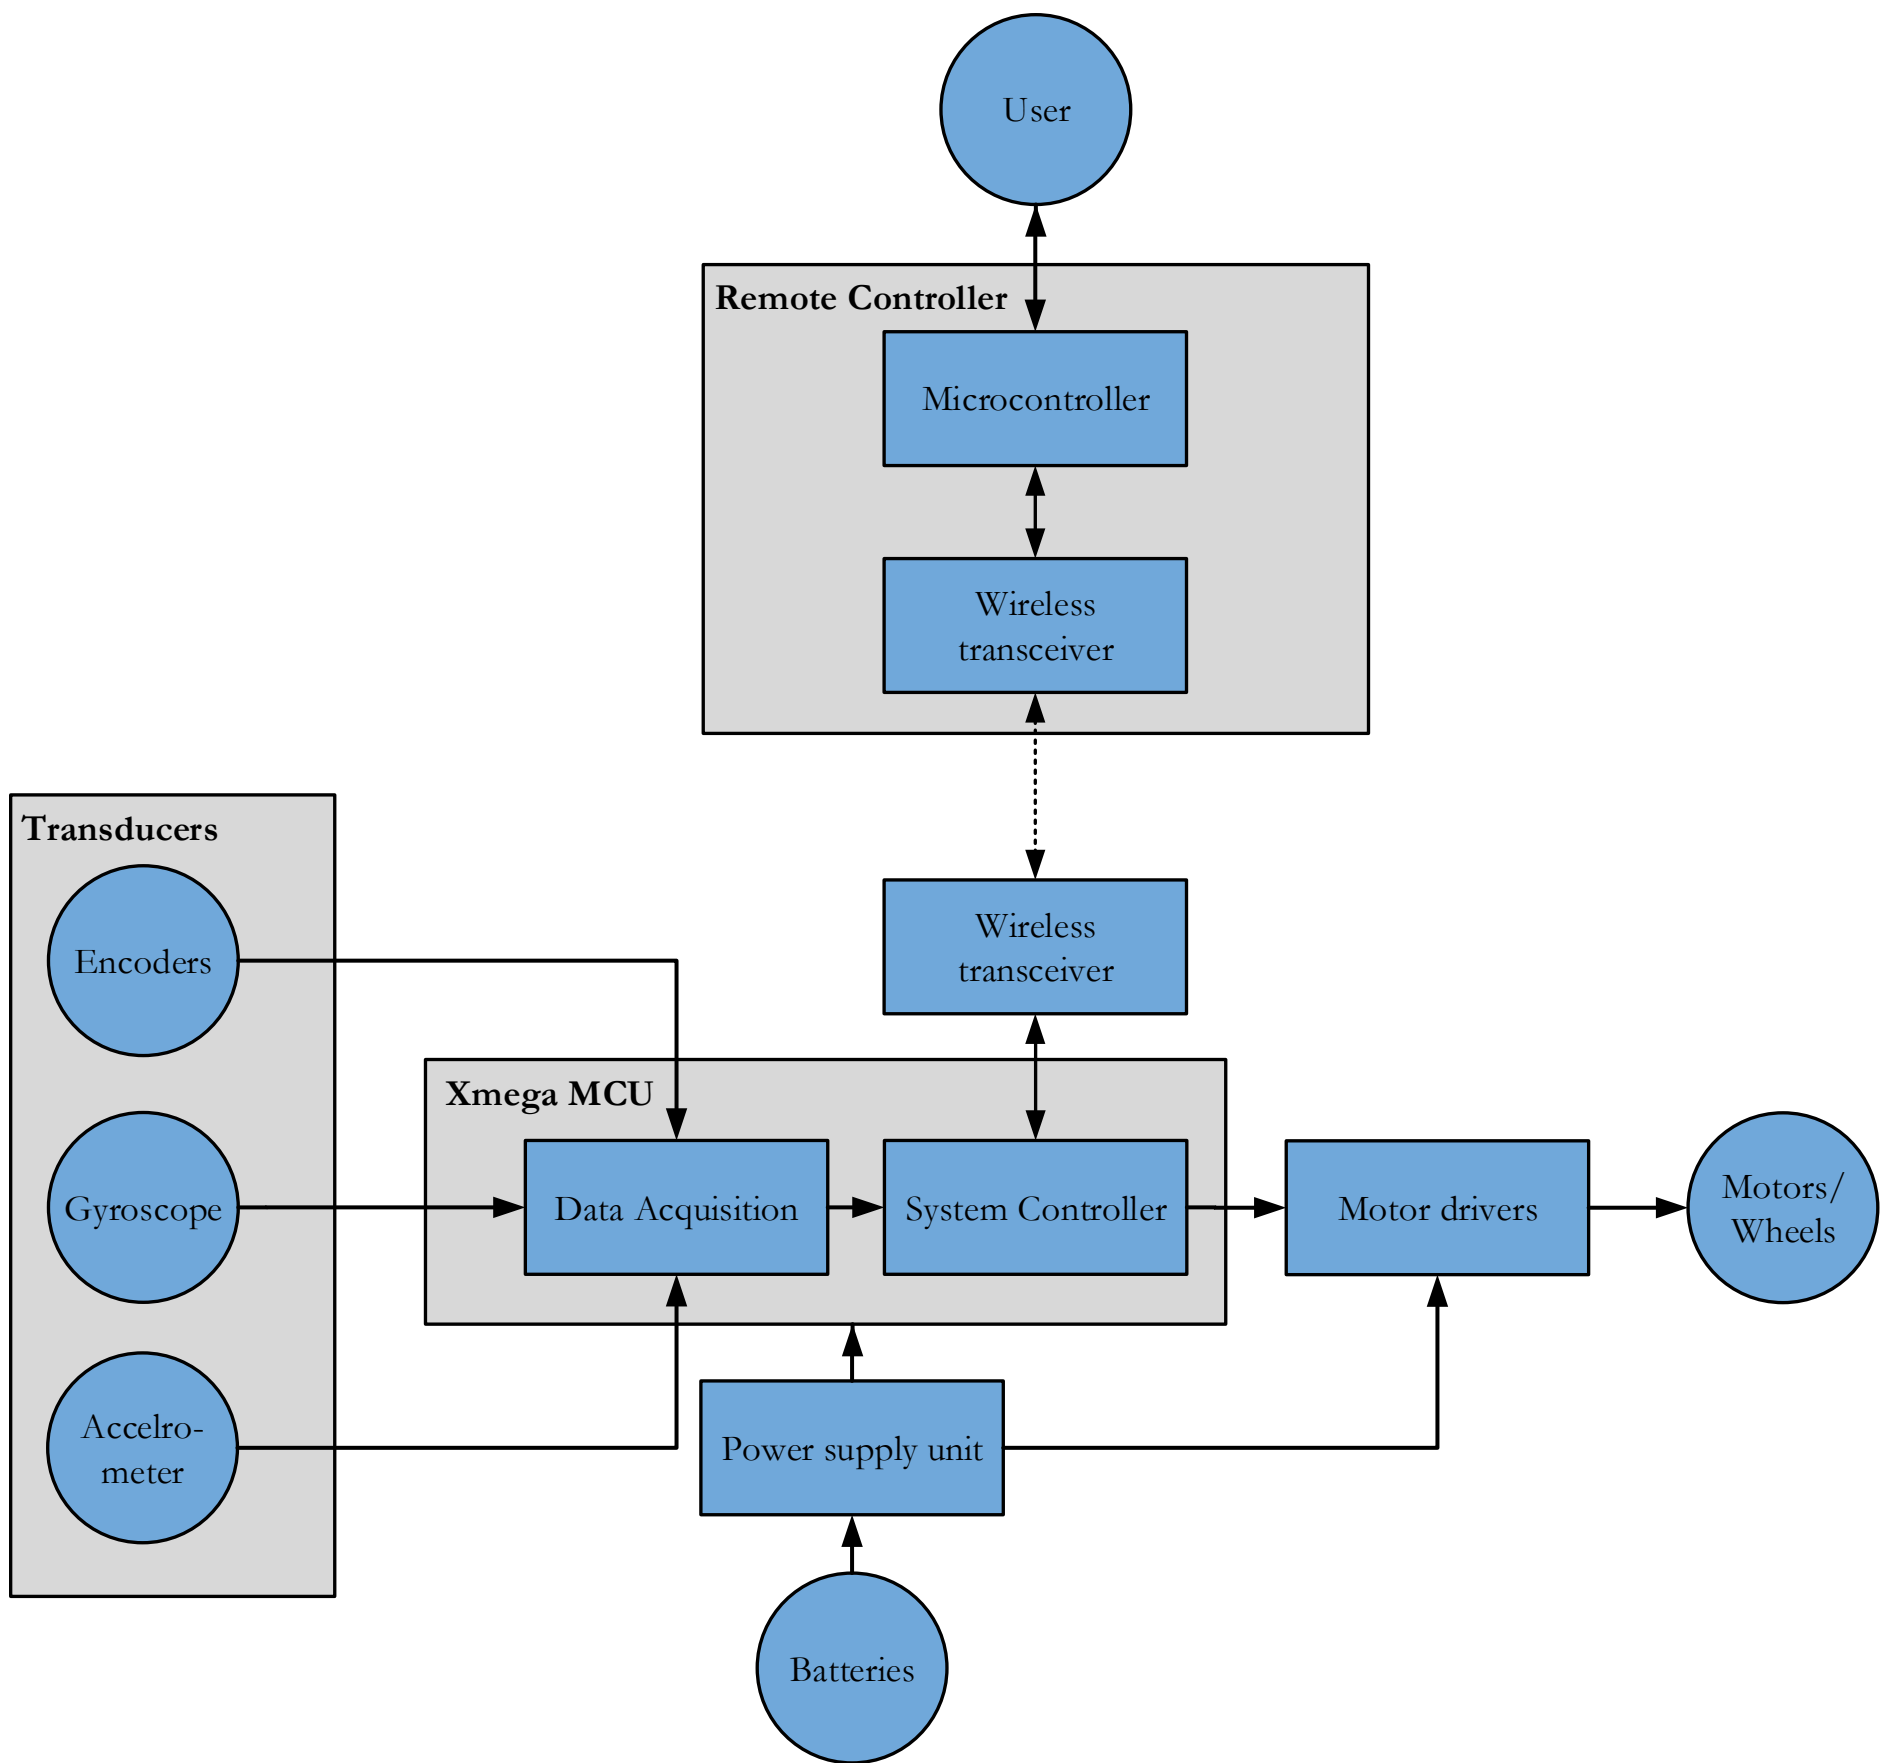 User
Remote Controller
Microcontroller
Wireless
transceiver
Transducers
Encoders
Wireless
transceiver
Xmega MCU
Gyroscope
Data Acquisition
System Controller
Motor drivers
Motors/
Wheels
Accelro-
meter
Power supply unit
Batteries